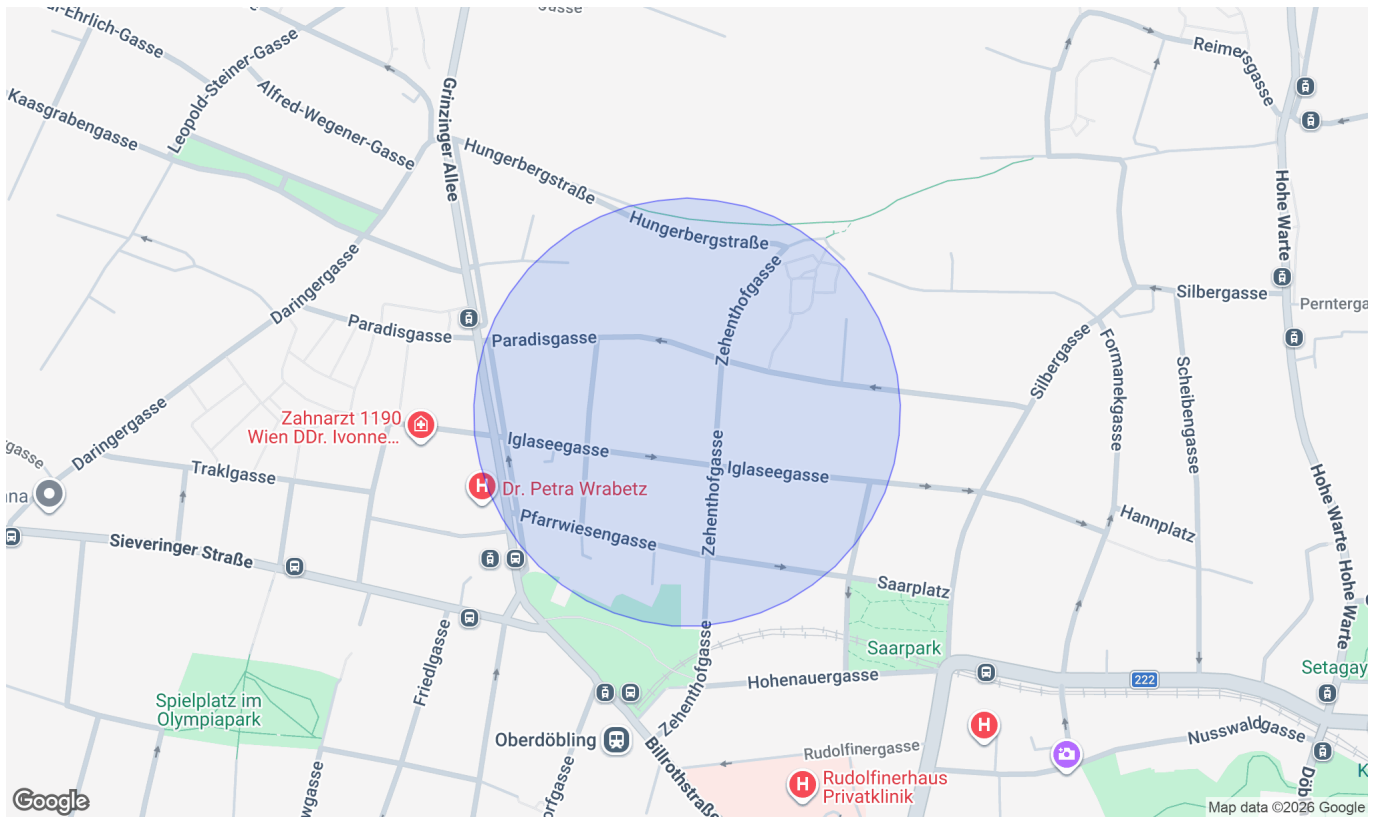 Reimersgasse
Leopold-Steiner-Gasse
Alfred-Wegener-Gasse
Grinzinger Allee
Kaasgrabengasse
Hungerbergstraße
Hohe Warte
Hungerbergstraße
Daringergasse
Zehenthofgasse
Silbergasse
Paradisgasse
Paradisgasse
Silbergasse
Formanekgasse
Scheibengasse
Zahnarzt 1190
Wien DDr. Ivonne...
Daringergasse
Iglaseegasse
Iglaseegasse
Zehenthofgasse
Traklgasse
Dr. Petra Wrabetz
Hannplatz
Hohe Warte
Hohe Warte
Pfarrwiesengasse
Sieveringer Straße
Saarplatz
Saarpark
Friedlgasse
Zehenthofgasse
Hohenauergasse
222
Spielplatz im
Olympiapark
Oberdöbling
Billrothstraße
Rudolfinergasse
Nusswaldgasse
Rudolfinerhaus
Privatklinik
Google
Map data ©2026 Google